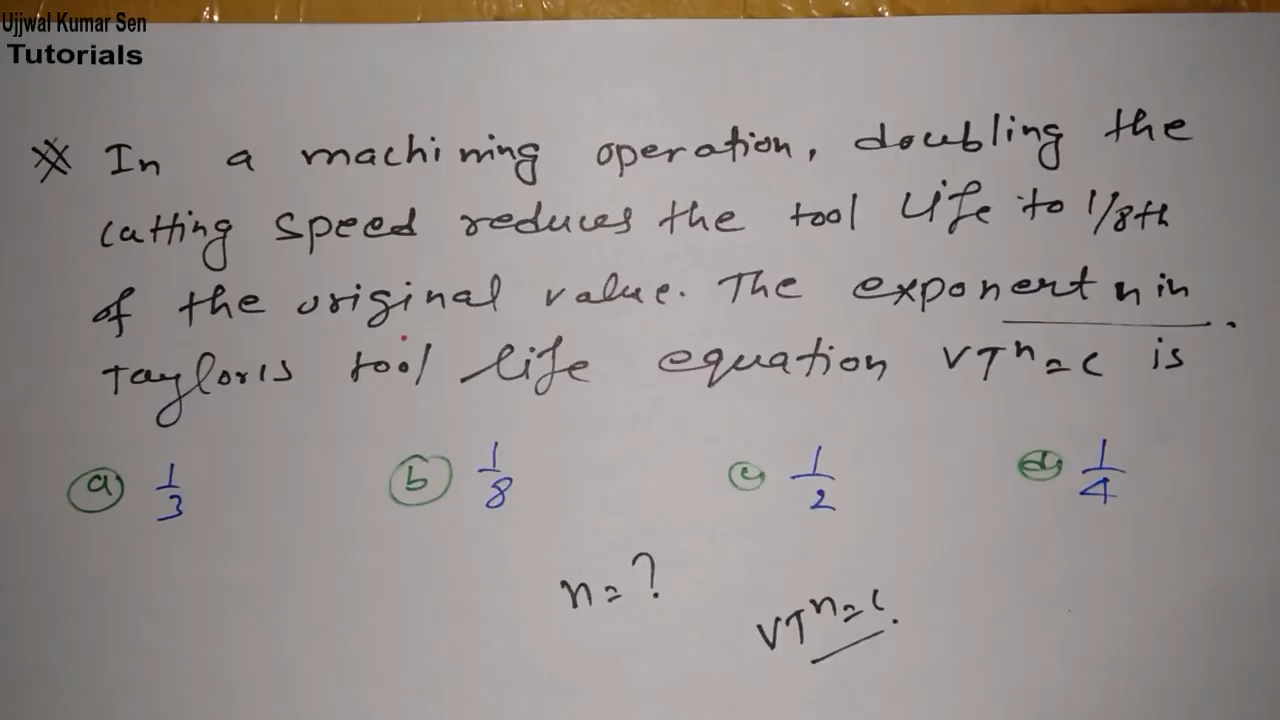 Ujjwal Kumar Sen
Tutorials
※ In a machining operation, doubling the
cutting speed reduces the tool life to 1/8th
of the original value. The exponent n in
Taylor's tool life equation VTⁿ=C is
(a) 1/3 (b) 1/8 (c) 1/2 (d) 1/4
n=?
VTⁿ=C.